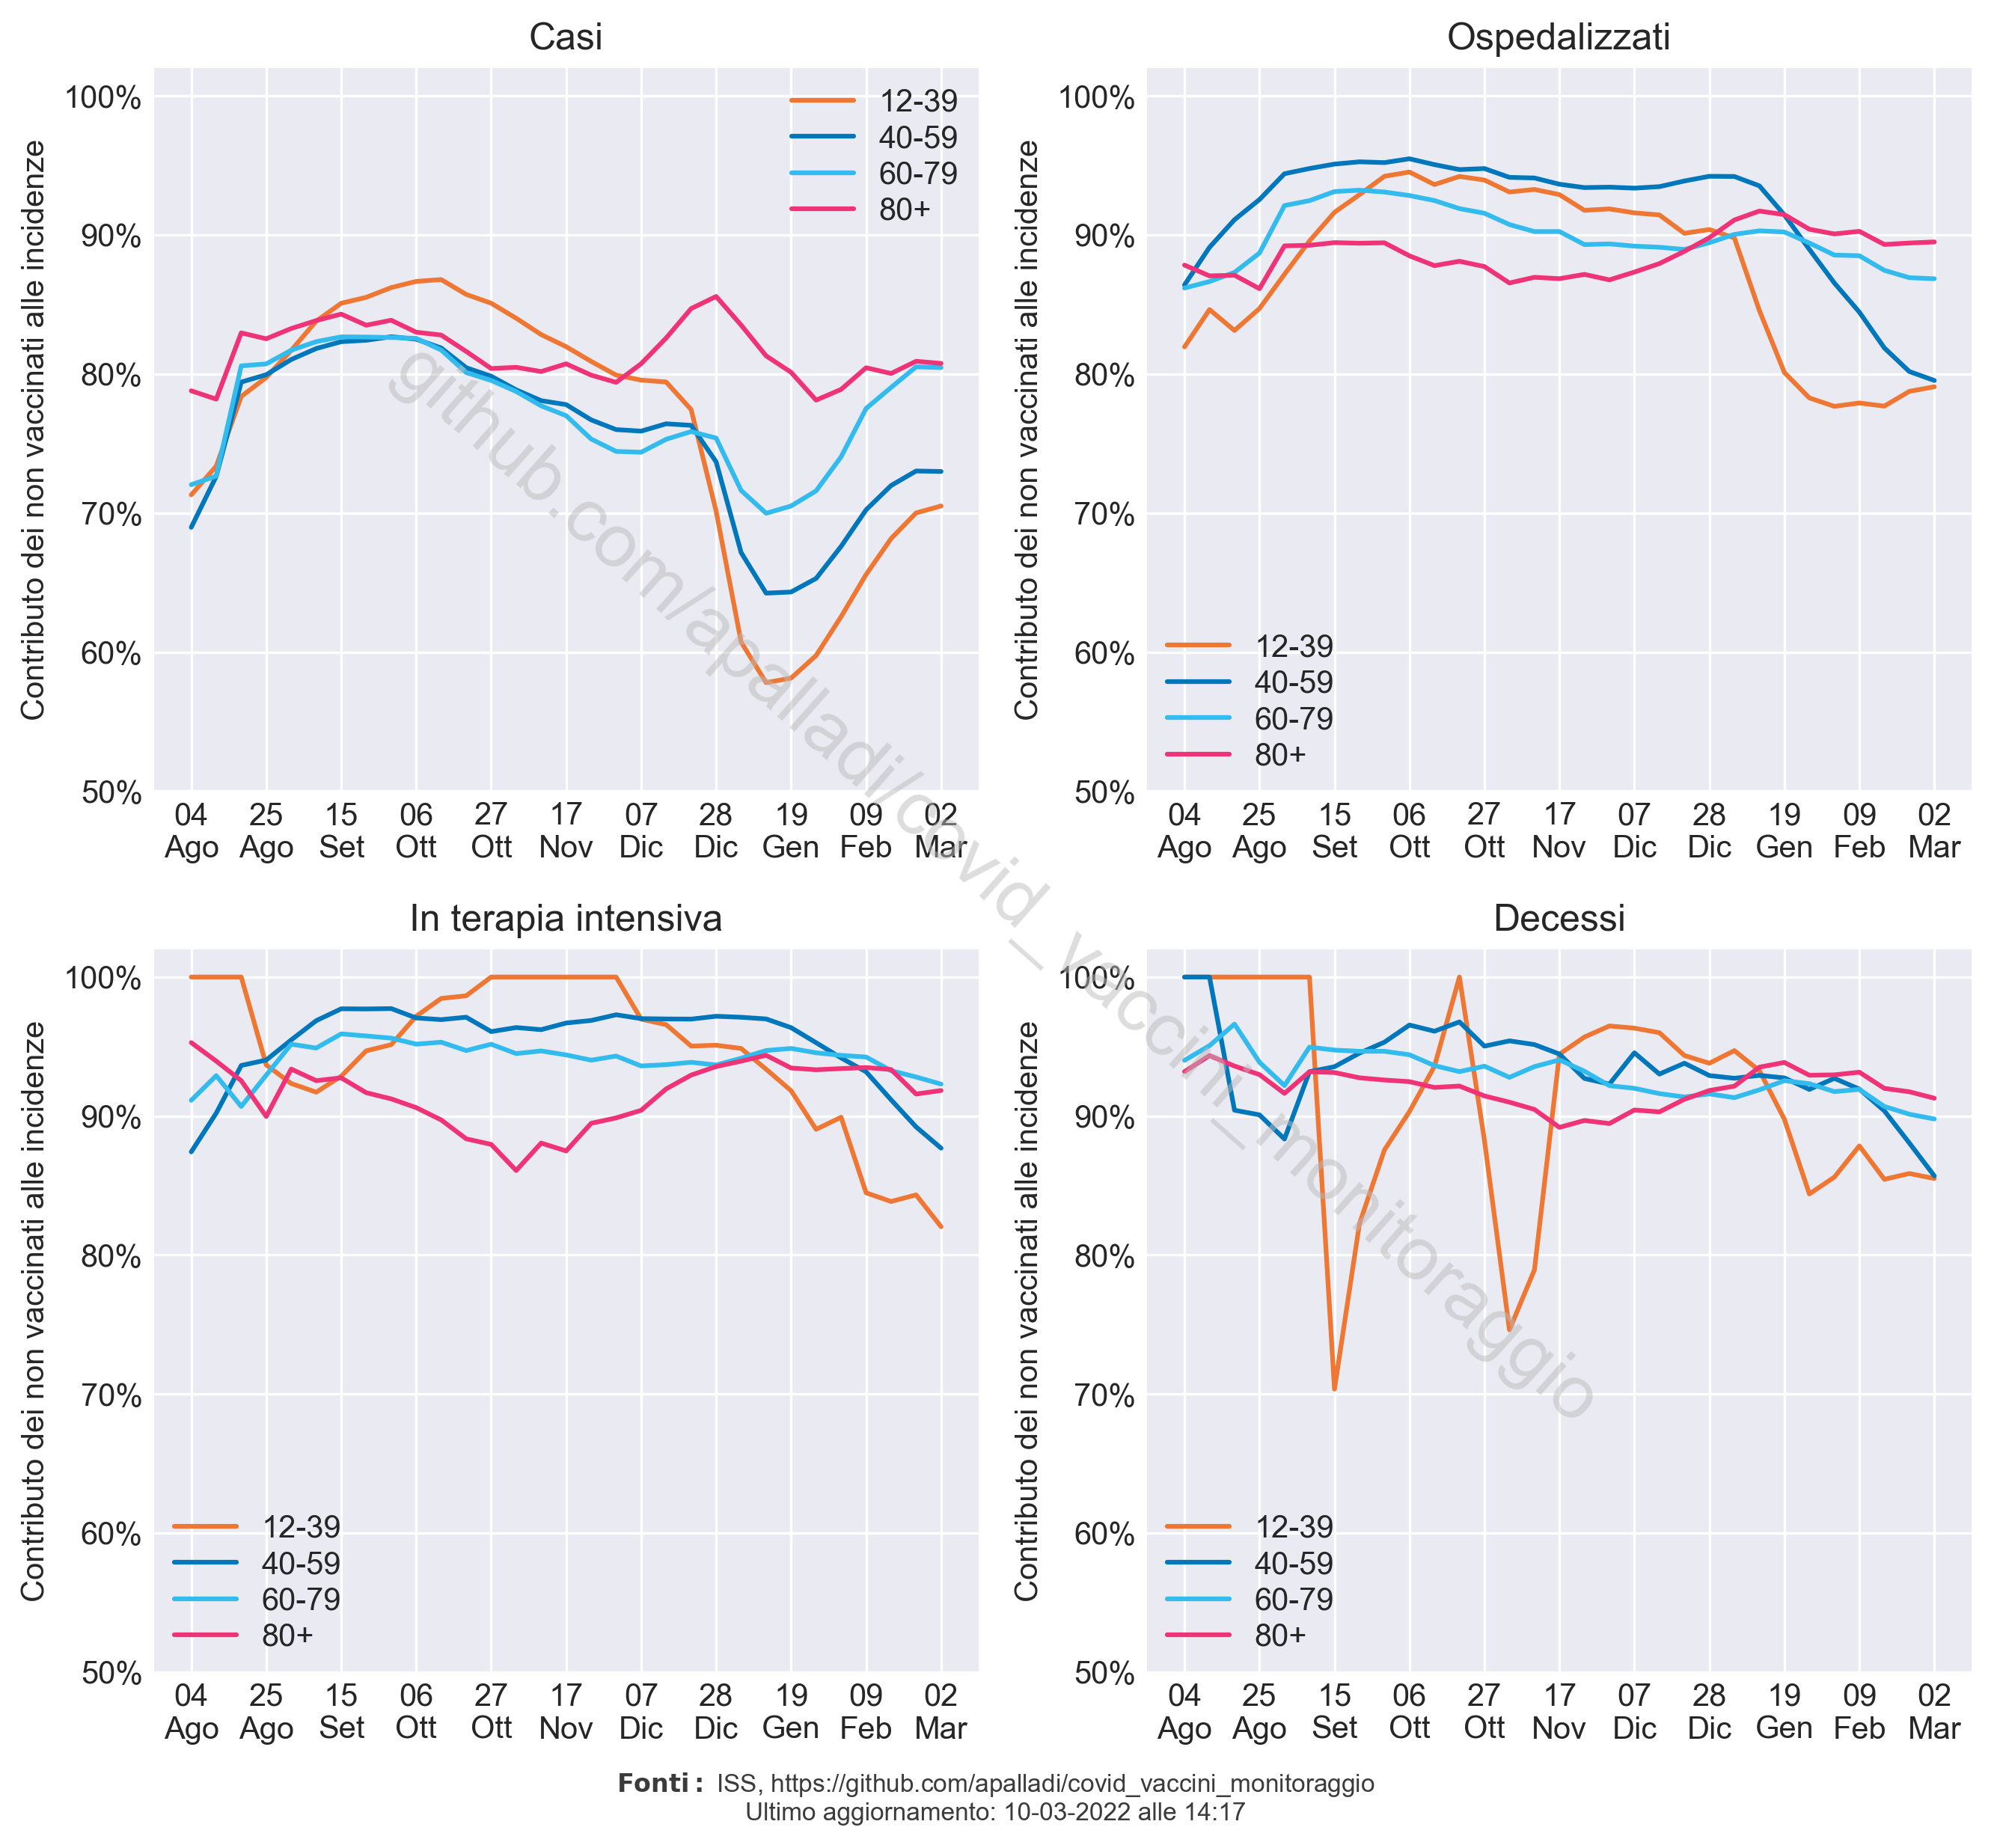 Casi
Contributo dei non vaccinati alle incidenze
100%
90%
80%
70%
60%
50%
12-39
40-59
60-79
80+
04 25 15 06 27 17 07 28 19 09 02
Ago Ago Set Ott Ott Nov Dic Dic Gen Feb Mar
Ospedalizzati
Contributo dei non vaccinati alle incidenze
100%
90%
80%
70%
60%
50%
12-39
40-59
60-79
80+
04 25 15 06 27 17 07 28 19 09 02
Ago Ago Set Ott Ott Nov Dic Dic Gen Feb Mar
In terapia intensiva
Contributo dei non vaccinati alle incidenze
100%
90%
80%
70%
60%
50%
12-39
40-59
60-79
80+
04 25 15 06 27 17 07 28 19 09 02
Ago Ago Set Ott Ott Nov Dic Dic Gen Feb Mar
Decessi
Contributo dei non vaccinati alle incidenze
100%
90%
80%
70%
60%
50%
12-39
40-59
60-79
80+
04 25 15 06 27 17 07 28 19 09 02
Ago Ago Set Ott Ott Nov Dic Dic Gen Feb Mar
github.com/apalladi/covid_vaccini_monitoraggio
Fonti: ISS, https://github.com/apalladi/covid_vaccini_monitoraggio
Ultimo aggiornamento: 10-03-2022 alle 14:17